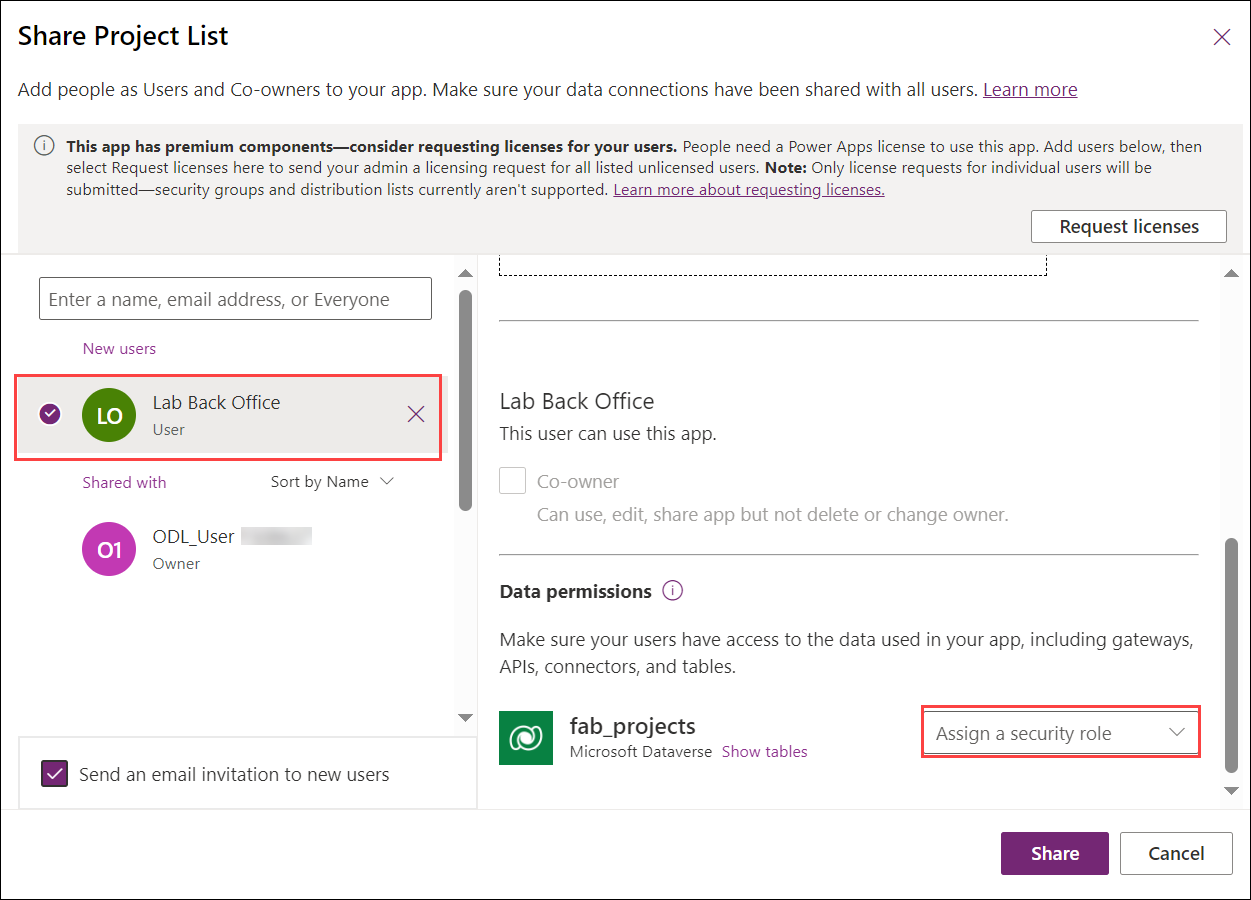 Share Project List
Add people as Users and Co-owners to your app. Make sure your data connections have been shared with all users. Learn more
This app has premium components—consider requesting licenses for your users. People need a Power Apps license to use this app. Add users below, then
select Request licenses here to send your admin a licensing request for all listed unlicensed users. Note: Only license requests for individual users will be
submitted—security groups and distribution lists currently aren't supported. Learn more about requesting licenses.
Request licenses
Enter a name, email address, or Everyone
New users
LO
Lab Back Office
User
Shared with
Sort by Name
O1
ODL_User
Owner
Send an email invitation to new users
Lab Back Office
This user can use this app.
Co-owner
Can use, edit, share app but not delete or change owner.
Data permissions
Make sure your users have access to the data used in your app, including gateways,
APIs, connectors, and tables.
fab_projects
Microsoft Dataverse Show tables
Assign a security role
Share
Cancel